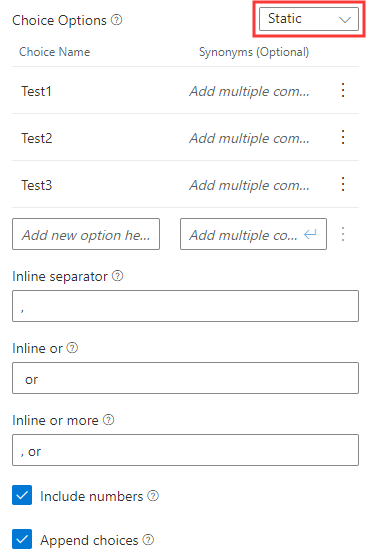 Choice Options
Static
Choice Name Synonyms (Optional)
Test1 Add multiple com...
Test2 Add multiple com...
Test3 Add multiple com...
Add new option he... Add multiple co...
Inline separator
,
Inline or
or
Inline or more
, or
Include numbers
Append choices